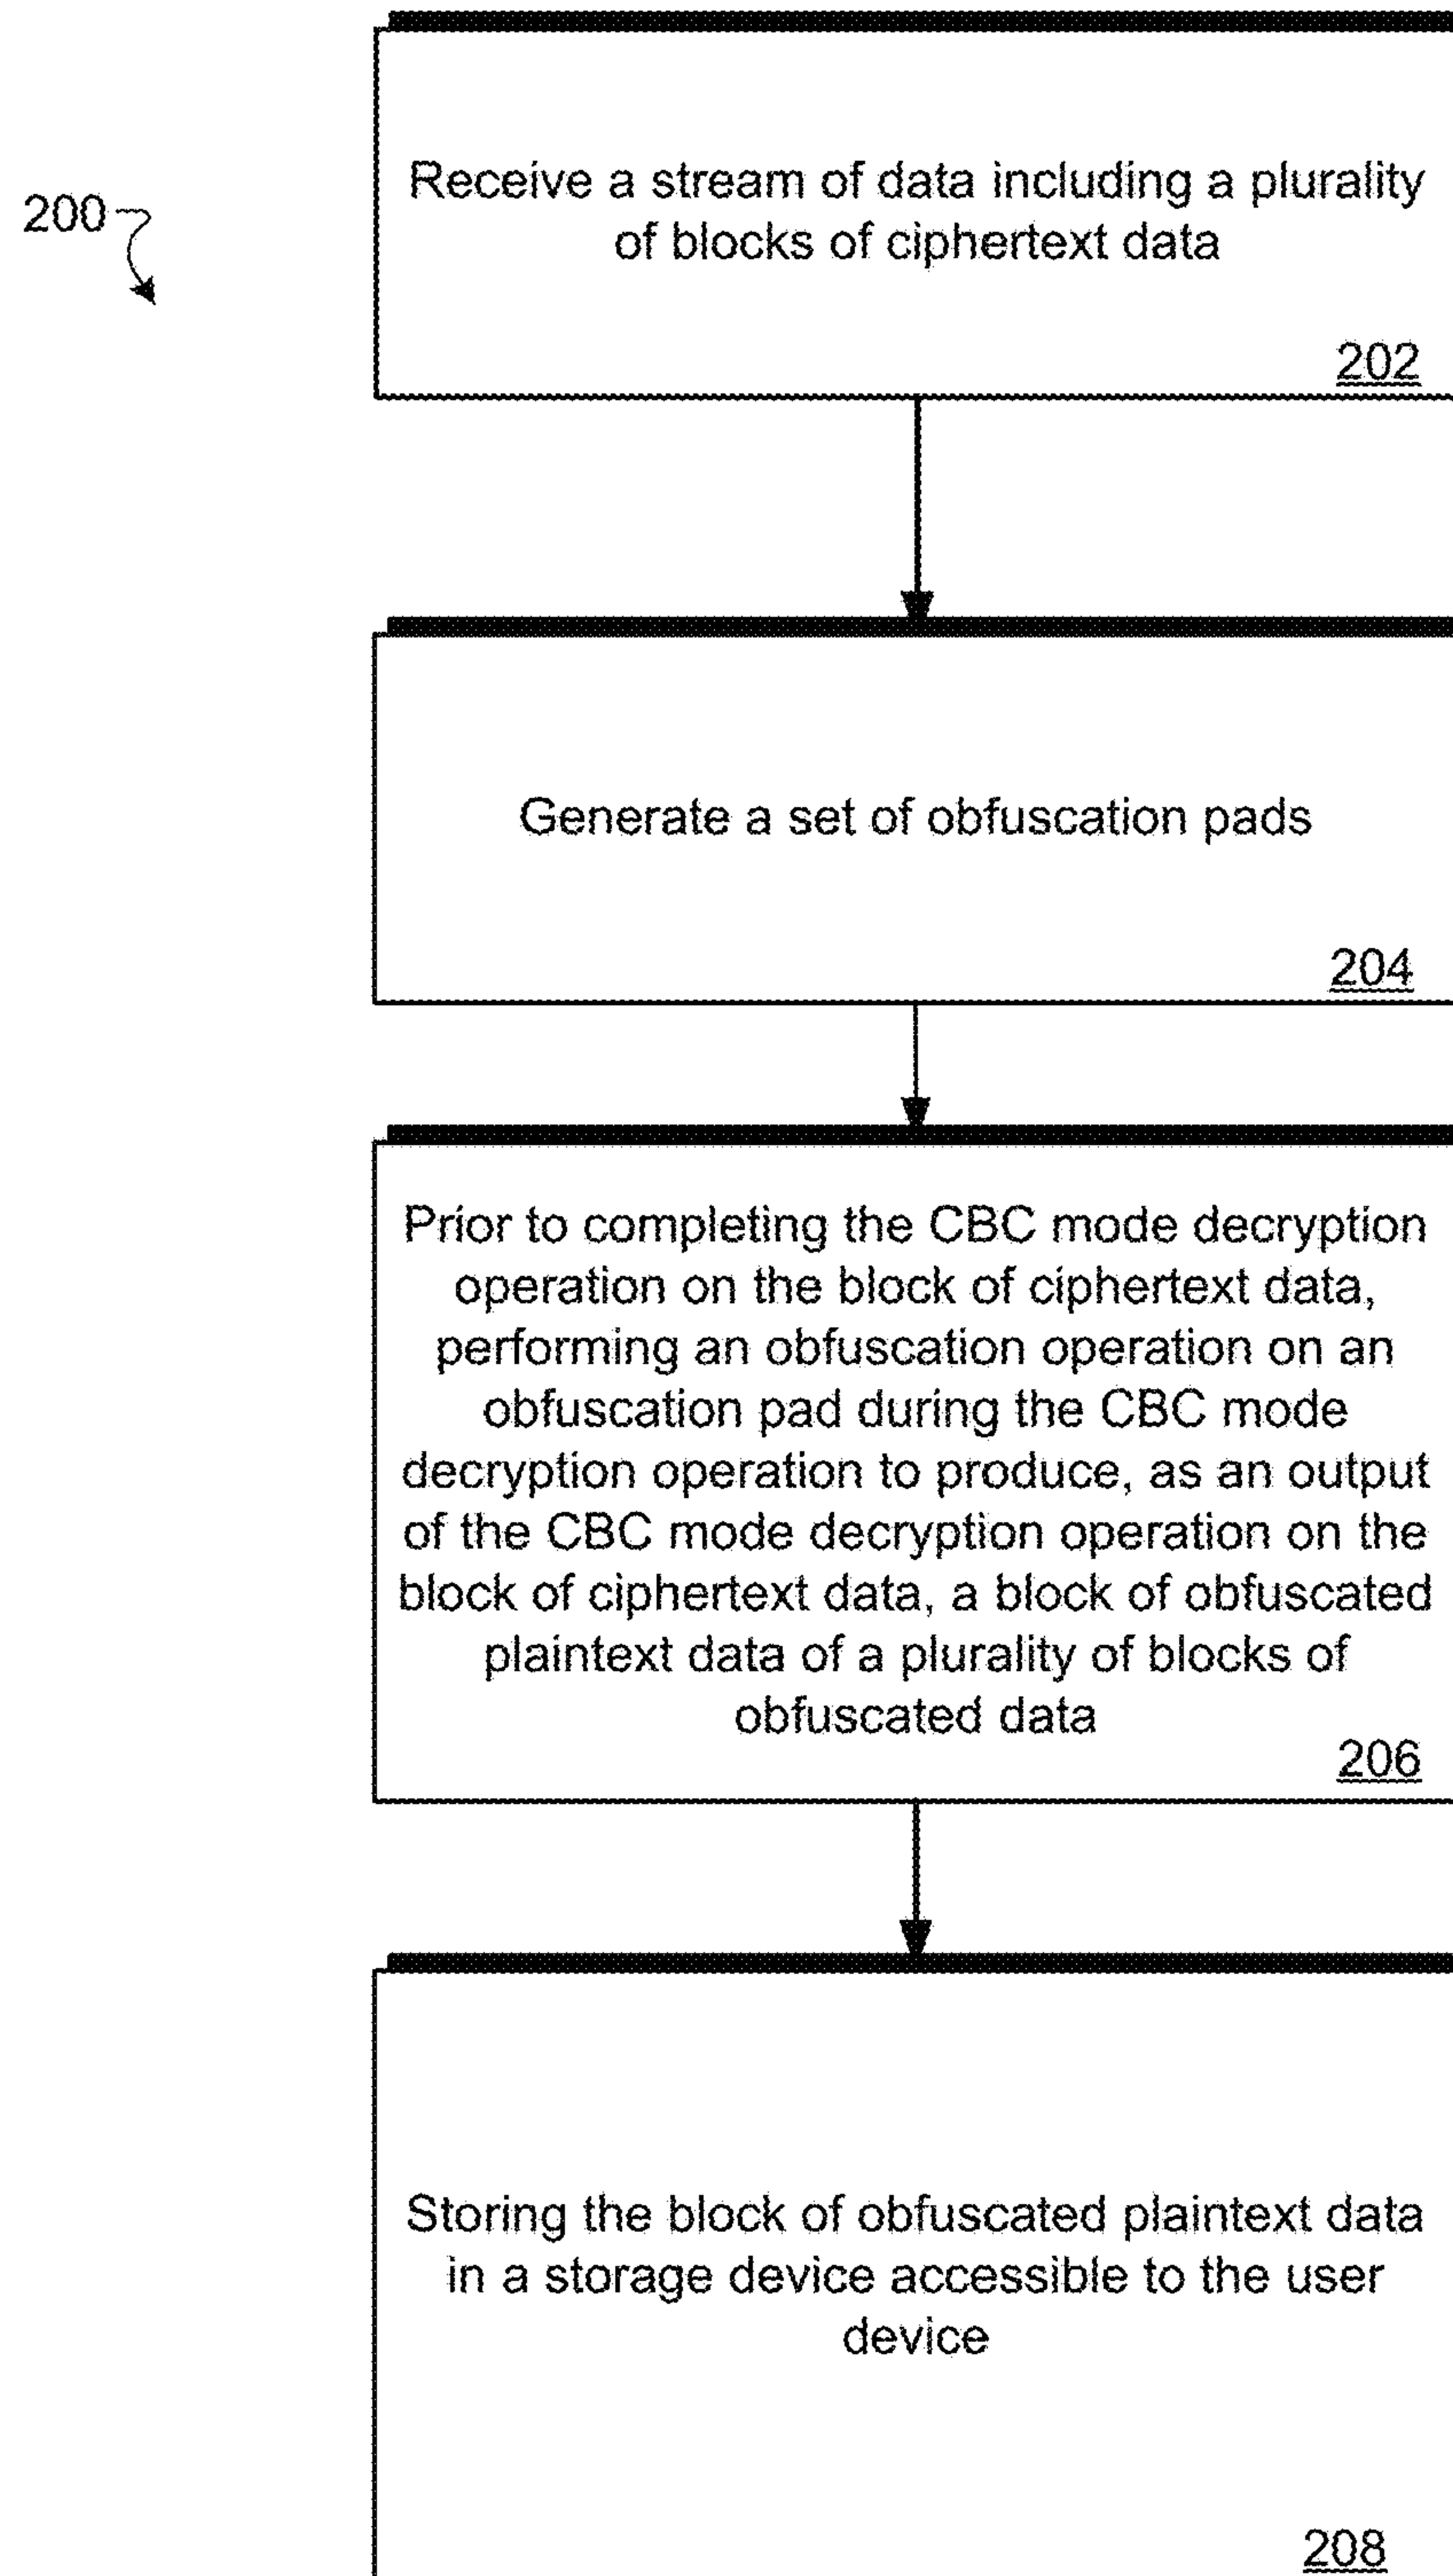 200
Receive a stream of data including a plurality
of blocks of ciphertext data
202
Generate a set of obfuscation pads
204
Prior to completing the CBC mode decryption
operation on the block of ciphertext data,
performing an obfuscation operation on an
obfuscation pad during the CBC mode
decryption operation to produce, as an output
of the CBC mode decryption operation on the
block of ciphertext data, a block of obfuscated
plaintext data of a plurality of blocks of
obfuscated data
206
Storing the block of obfuscated plaintext data
in a storage device accessible to the user
device
208